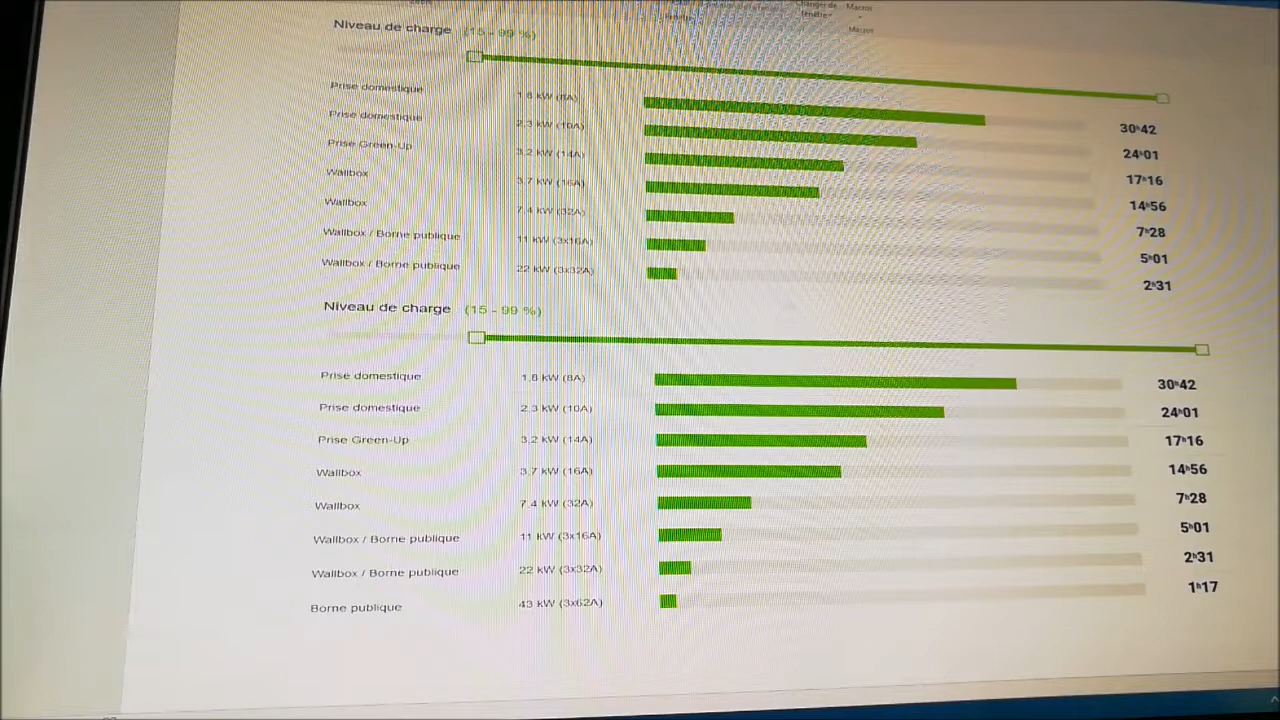 Changer de
fenêtre
Macros
Macros
Niveau de charge (15 - 99 %)
Prise domestique 1.8 kW (8A) 30h42
Prise domestique 2.3 kW (10A) 24h01
Prise Green-Up 3.2 kW (14A) 17h16
Wallbox 3.7 kW (16A) 14h56
Wallbox 7.4 kW (32A) 7h28
Wallbox / Borne publique 11 kW (3x16A) 5h01
Wallbox / Borne publique 22 kW (3x32A) 2h31
Niveau de charge (15 - 99 %)
Prise domestique 1.8 kW (8A) 30h42
Prise domestique 2.3 kW (10A) 24h01
Prise Green-Up 3.2 kW (14A) 17h16
Wallbox 3.7 kW (16A) 14h56
Wallbox 7.4 kW (32A) 7h28
Wallbox / Borne publique 11 kW (3x16A) 5h01
Wallbox / Borne publique 22 kW (3x32A) 2h31
Borne publique 43 kW (3x62A) 1h17